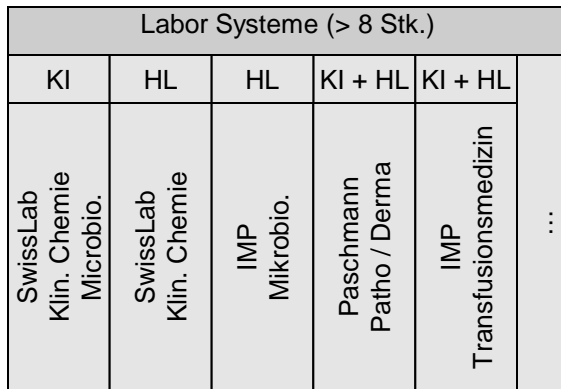 Labor Systeme (> 8 Stk.)
KI
HL
HL
KI + HL
KI + HL
SwissLab
Klin. Chemie
Microbio.
SwissLab
Klin. Chemie
IMP
Mikrobio.
Paschmann
Patho / Derma
IMP
Transfusionsmedizin
…